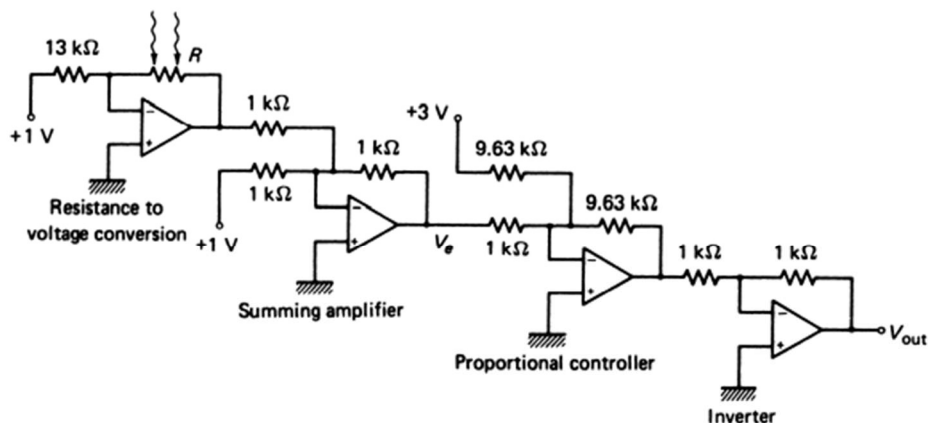 13 kΩ
R
+1 V
Resistance to
voltage conversion
1 kΩ
1 kΩ
1 kΩ
+1 V
Summing amplifier
Ve
+3 V
9.63 kΩ
9.63 kΩ
1 kΩ
Proportional controller
1 kΩ
1 kΩ
Vout
Inverter